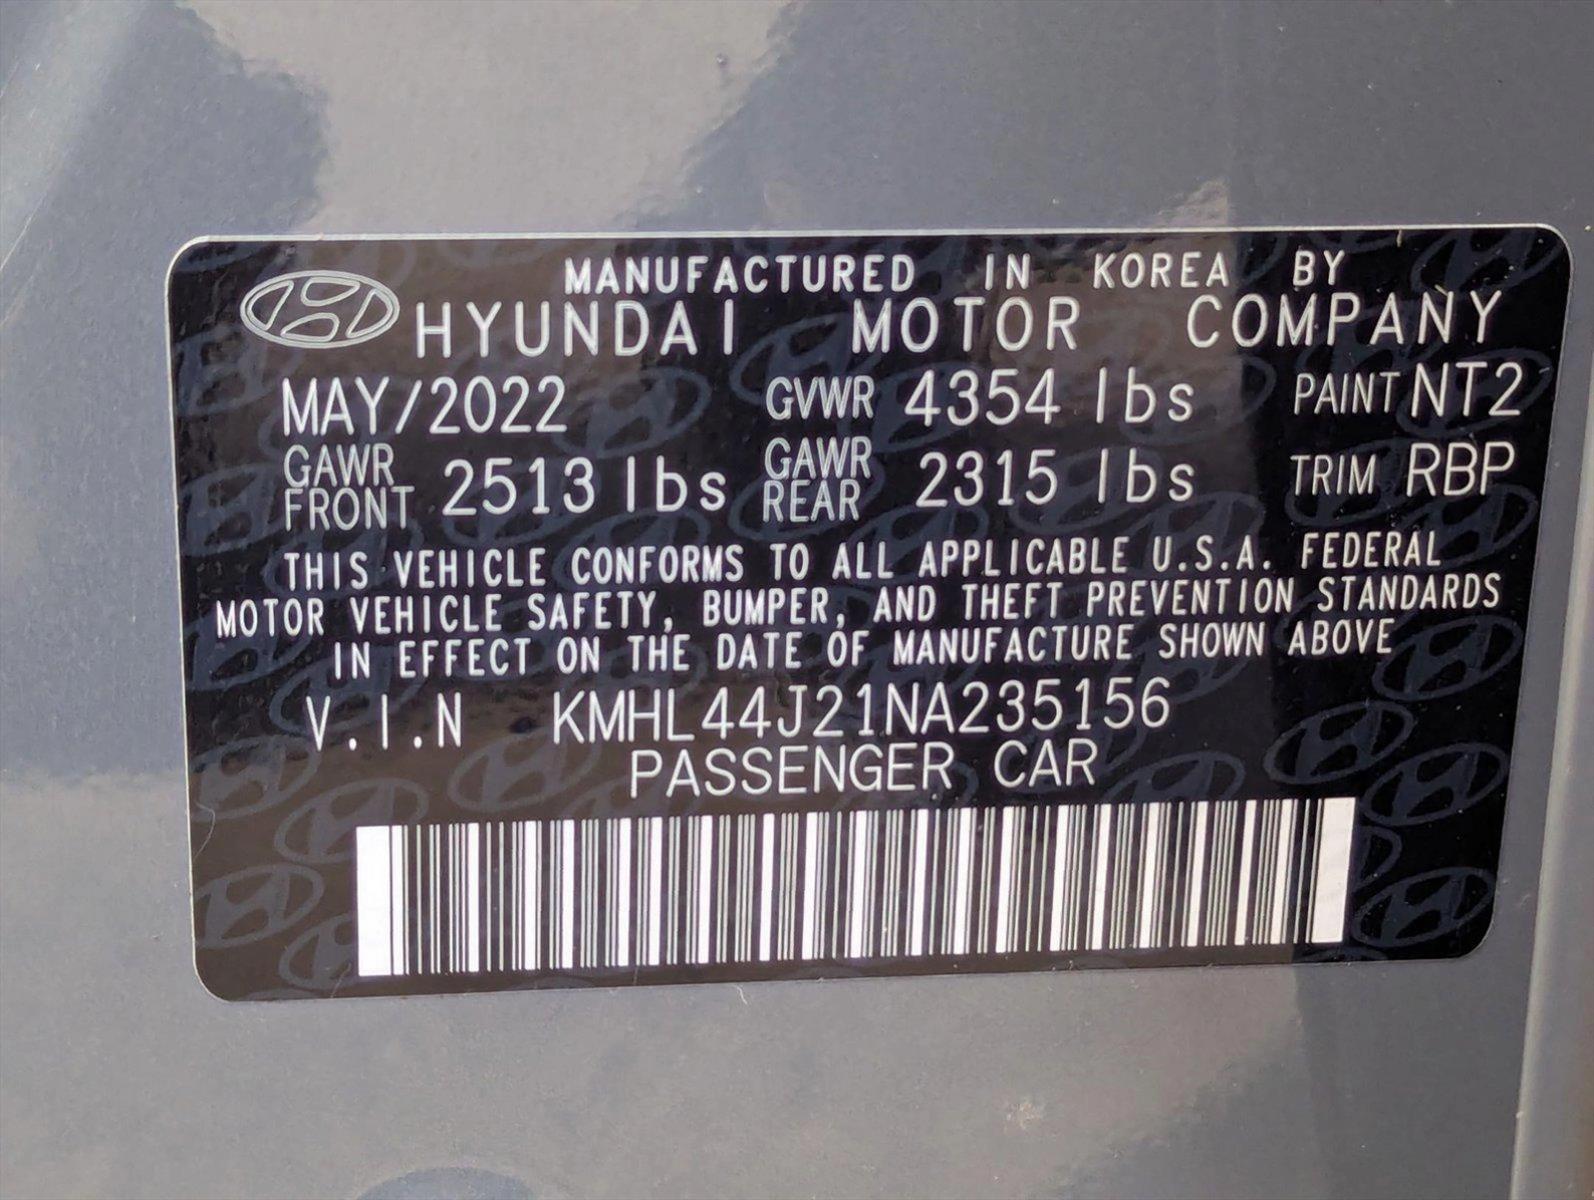 MANUFACTURED IN KOREA BY
HYUNDAI MOTOR COMPANY
MAY/2022 GVWR 4354 lbs PAINT NT2
GAWR FRONT 2513 lbs GAWR REAR 2315 lbs TRIM RBP
THIS VEHICLE CONFORMS TO ALL APPLICABLE U.S.A. FEDERAL
MOTOR VEHICLE SAFETY, BUMPER, AND THEFT PREVENTION STANDARDS
IN EFFECT ON THE DATE OF MANUFACTURE SHOWN ABOVE
V.I.N KMHL44J21NA235156
PASSENGER CAR